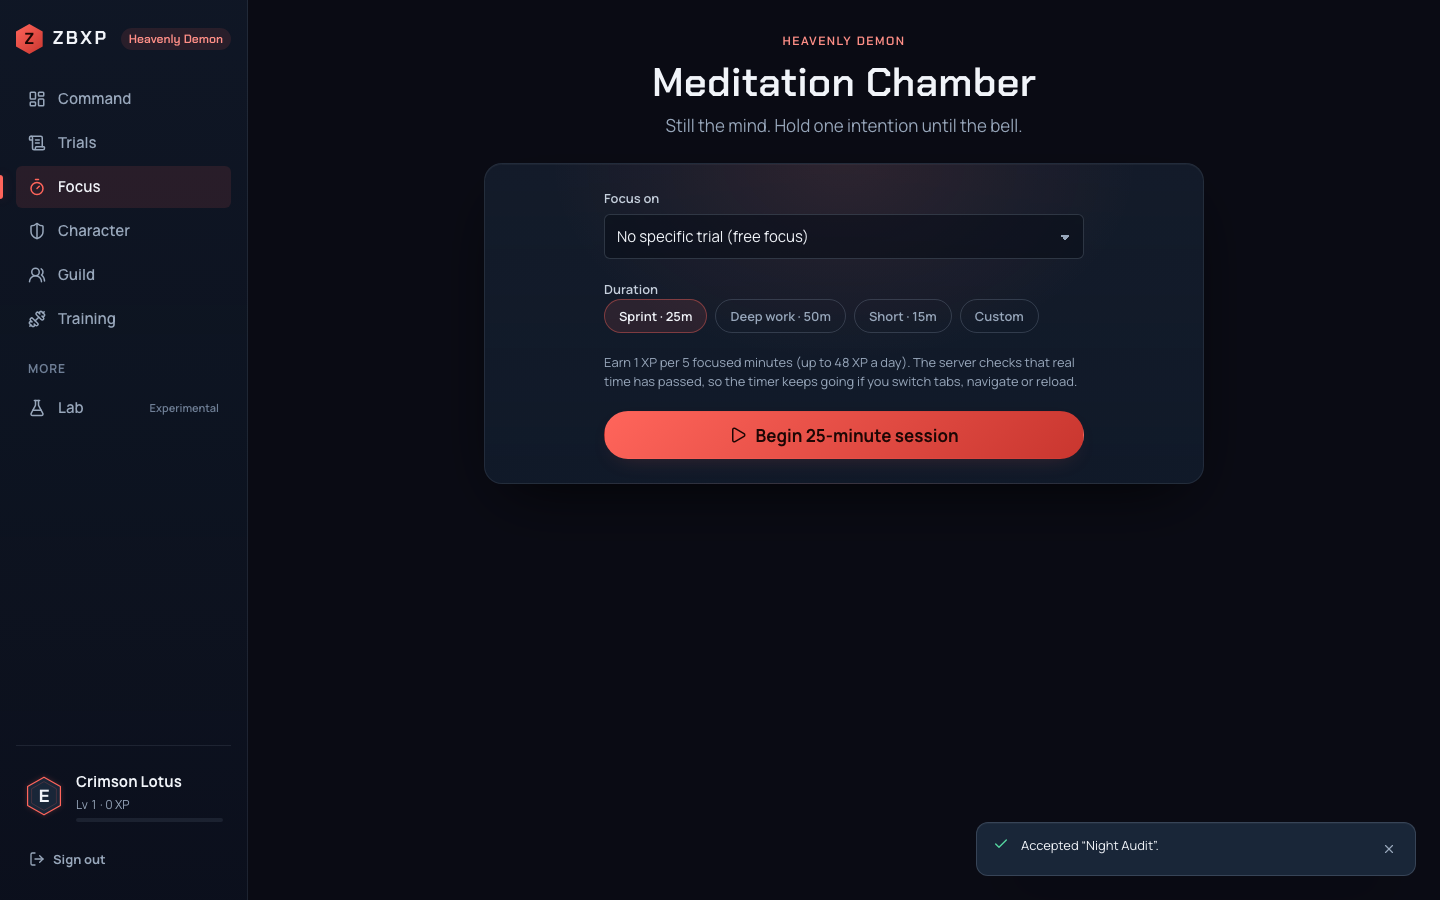 Z ZBXP Heavenly Demon
Command
Trials
Focus
Character
Guild
Training
MORE
Lab Experimental
E
Crimson Lotus
Lv 1 · 0 XP
Sign out
HEAVENLY DEMON
Meditation Chamber
Still the mind. Hold one intention until the bell.
Focus on
No specific trial (free focus)
Duration
Sprint · 25m Deep work · 50m Short · 15m Custom
Earn 1 XP per 5 focused minutes (up to 48 XP a day). The server checks that real
time has passed, so the timer keeps going if you switch tabs, navigate or reload.
Begin 25-minute session
Accepted “Night Audit”.